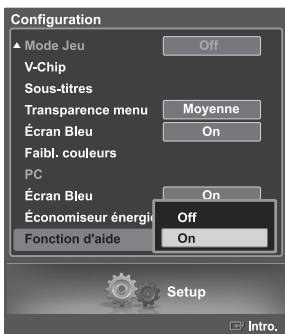 Configuration
▲ Mode Jeu Off
V-Chip
Sous-titres
Transparence menu Moyenne
Écran Bleu On
Faibl. couleurs
PC
Écran Bleu On
Économiseur énergi Off
Fonction d'aide On
Setup
Intro.